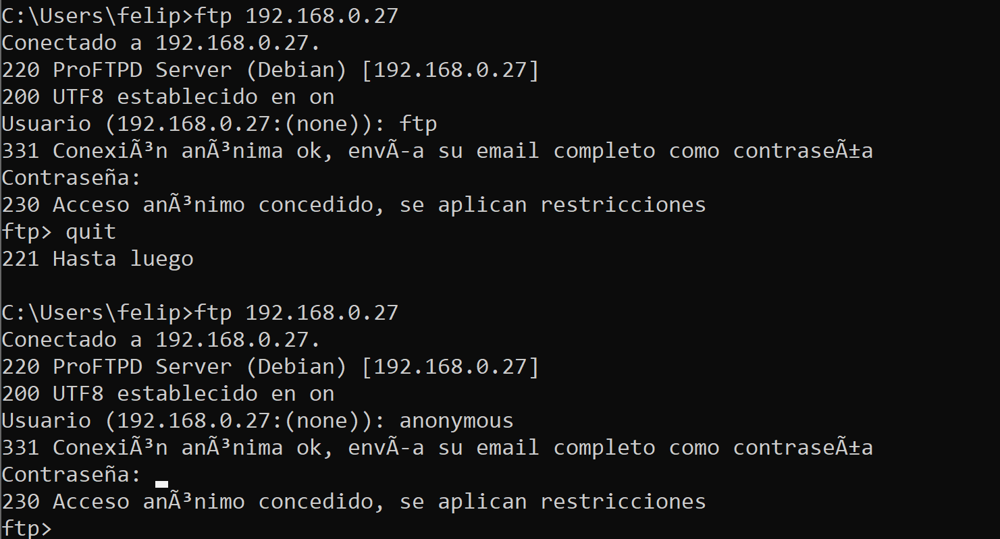 C:\Users\felip>ftp 192.168.0.27
Conectado a 192.168.0.27.
220 ProFTPD Server (Debian) [192.168.0.27]
200 UTF8 establecido en on
Usuario (192.168.0.27:(none)): ftp
331 ConexiÃ³n anÃ³nima ok, envÃ-a su email completo como contraseÃ±a
Contraseña:
230 Acceso anÃ³nimo concedido, se aplican restricciones
ftp> quit
221 Hasta luego
C:\Users\felip>ftp 192.168.0.27
Conectado a 192.168.0.27.
220 ProFTPD Server (Debian) [192.168.0.27]
200 UTF8 establecido en on
Usuario (192.168.0.27:(none)): anonymous
331 ConexiÃ³n anÃ³nima ok, envÃ-a su email completo como contraseÃ±a
Contraseña:
230 Acceso anÃ³nimo concedido, se aplican restricciones
ftp>